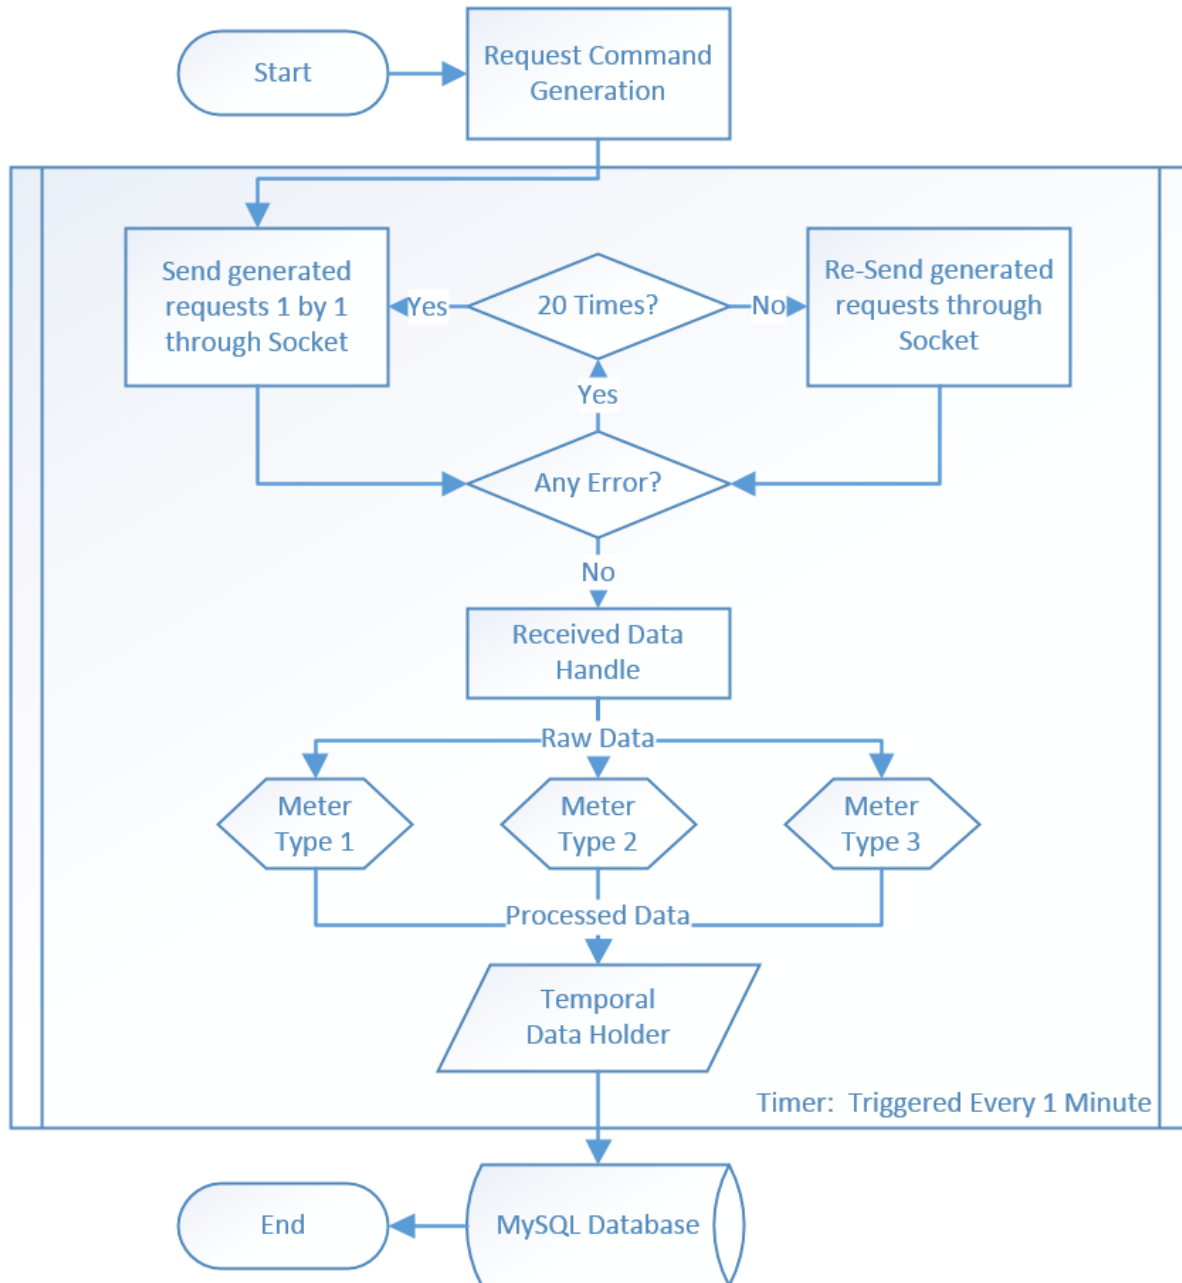 Start
Request Command
Generation
Send generated
requests 1 by 1
through Socket
Yes
20 Times?
No
Re-Send generated
requests through
Socket
Yes
Any Error?
No
Received Data
Handle
Raw Data
Meter
Type 1
Meter
Type 2
Meter
Type 3
Processed Data
Temporal
Data Holder
Timer:  Triggered Every 1 Minute
End
MySQL Database